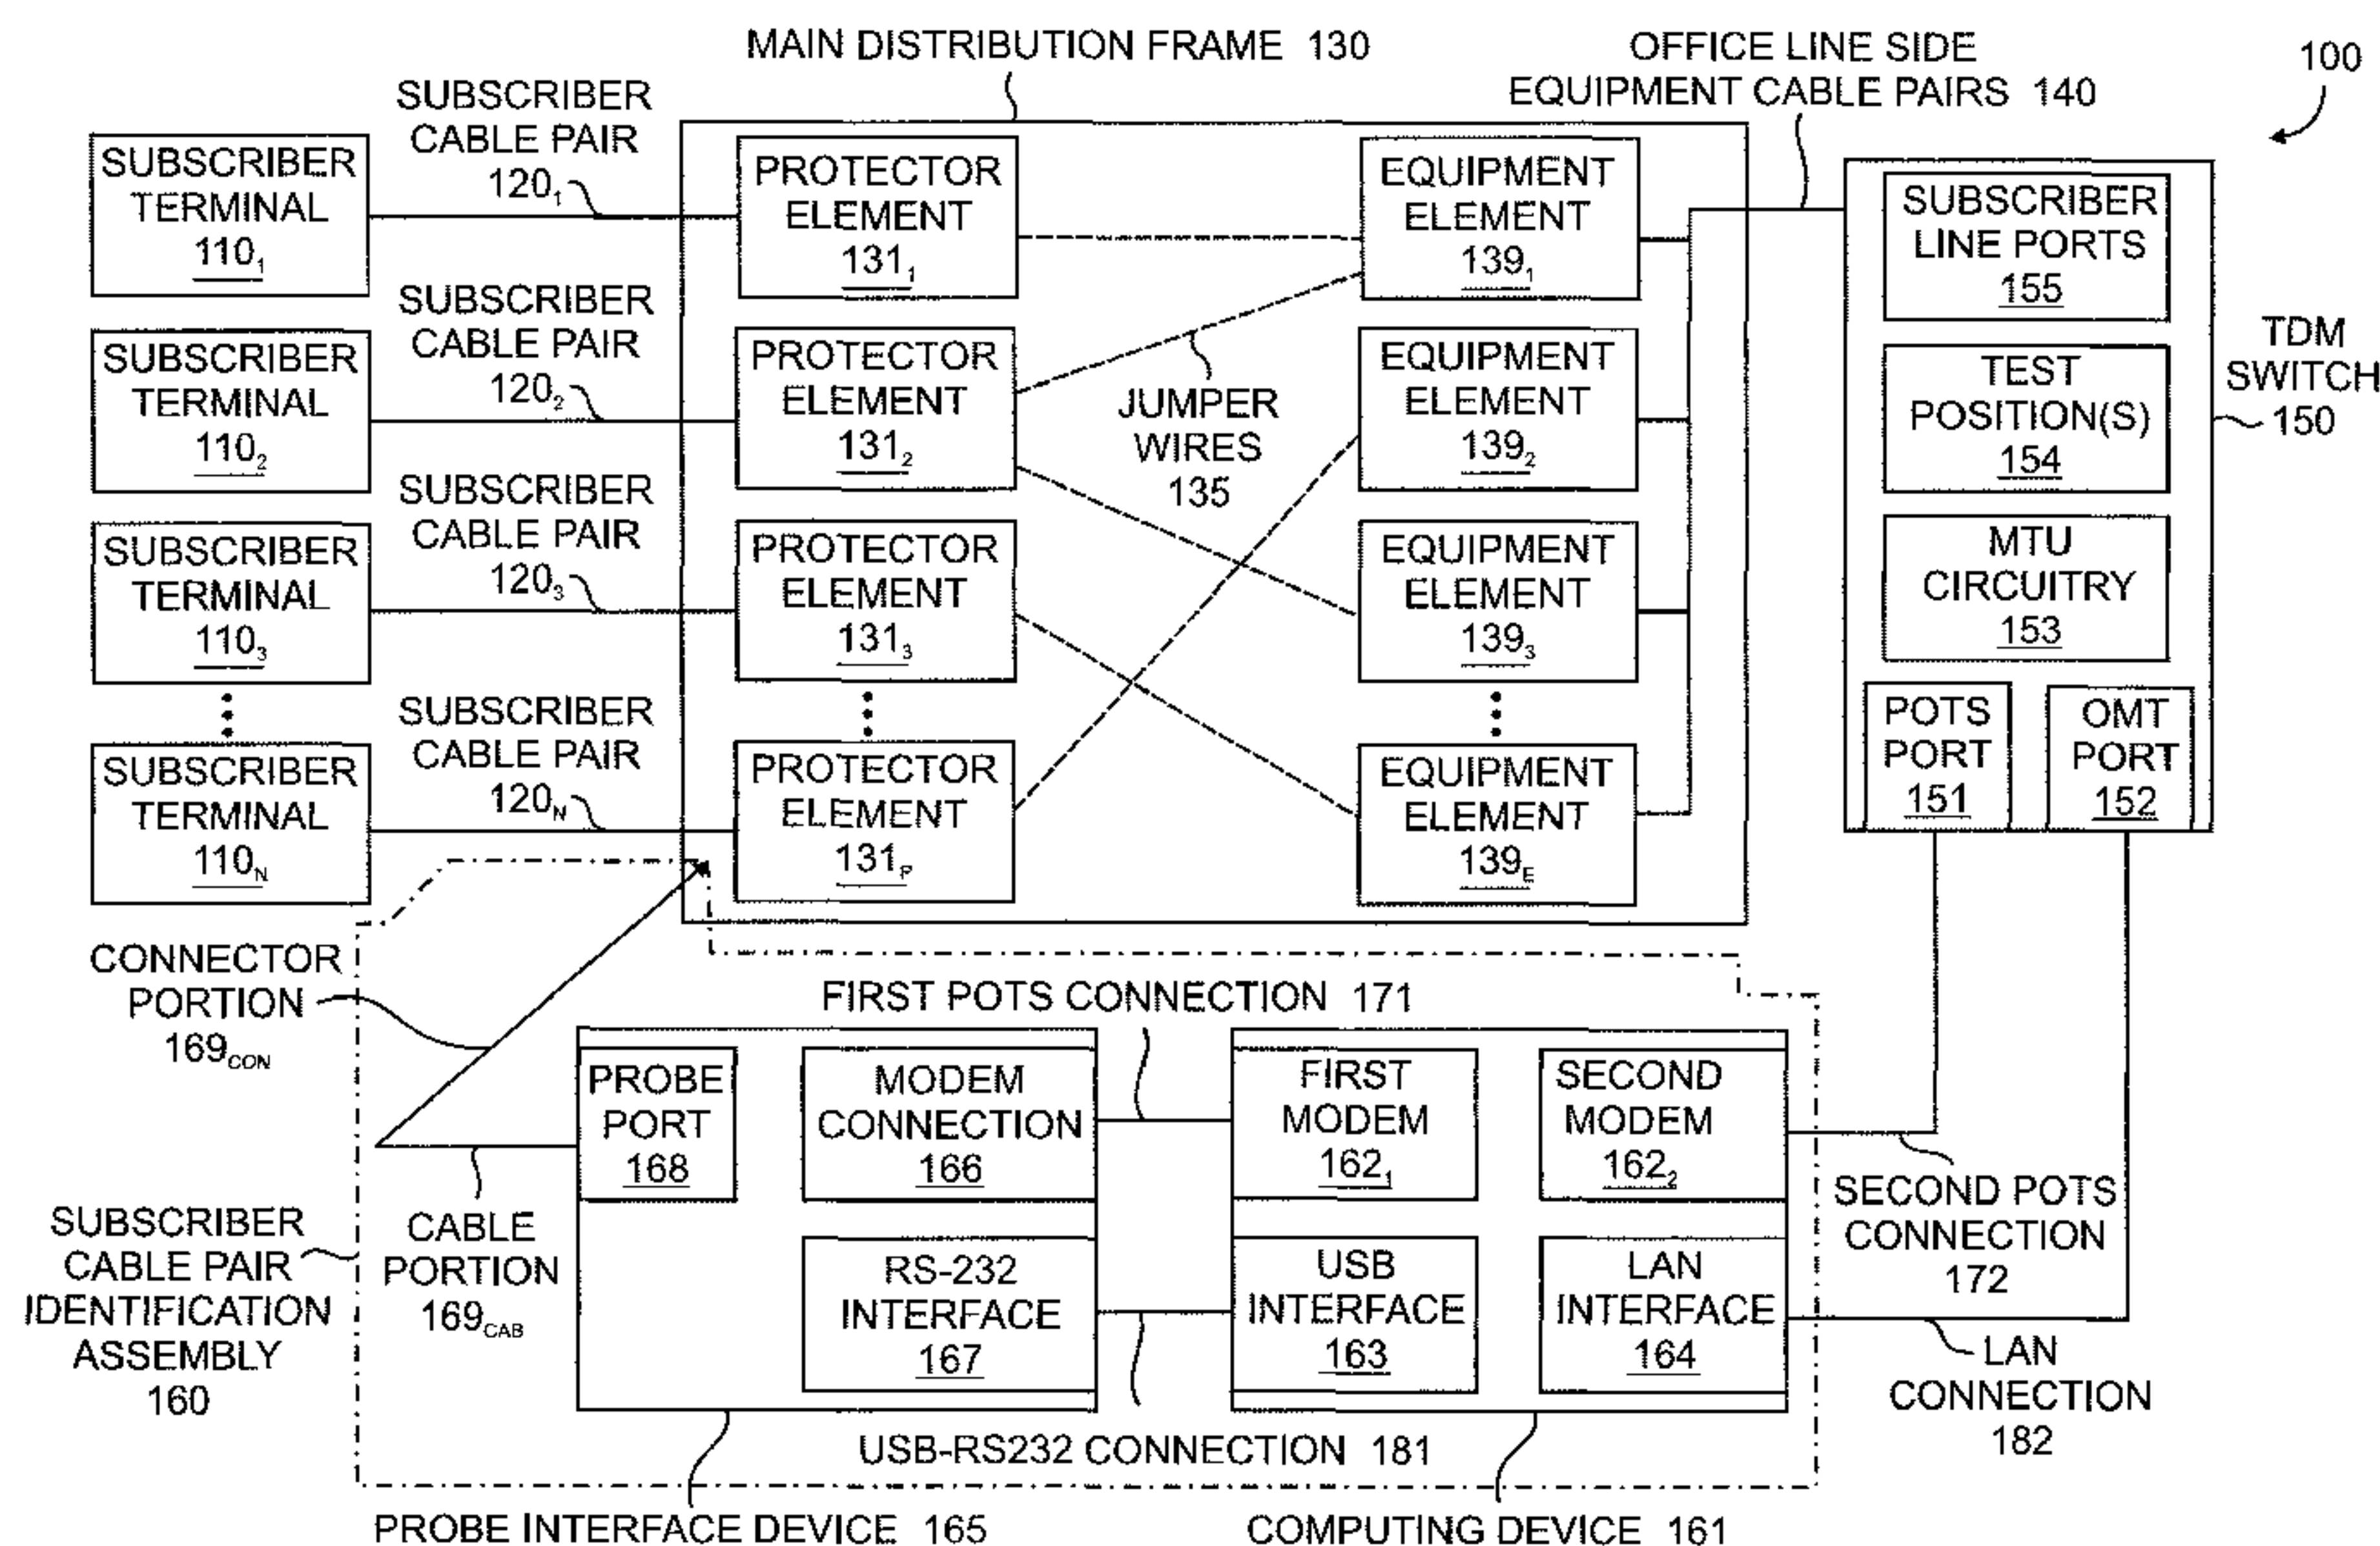 MAIN DISTRIBUTION FRAME 130
OFFICE LINE SIDE
EQUIPMENT CABLE PAIRS 140
100
SUBSCRIBER
TERMINAL
110₁
SUBSCRIBER
CABLE PAIR
120₁
PROTECTOR
ELEMENT
131₁
EQUIPMENT
ELEMENT
139₁
SUBSCRIBER
LINE PORTS
155
SUBSCRIBER
TERMINAL
110₂
SUBSCRIBER
CABLE PAIR
120₂
PROTECTOR
ELEMENT
131₂
JUMPER
WIRES
135
EQUIPMENT
ELEMENT
139₂
TEST
POSITION(S)
154
TDM
SWITCH
150
SUBSCRIBER
TERMINAL
110₃
SUBSCRIBER
CABLE PAIR
120₃
PROTECTOR
ELEMENT
131₃
EQUIPMENT
ELEMENT
139₃
MTU
CIRCUITRY
153
SUBSCRIBER
TERMINAL
110N
SUBSCRIBER
CABLE PAIR
120N
PROTECTOR
ELEMENT
131P
EQUIPMENT
ELEMENT
139E
POTS
PORT
151
OMT
PORT
152
CONNECTOR
PORTION
169CON
FIRST POTS CONNECTION 171
PROBE
PORT
168
MODEM
CONNECTION
166
FIRST
MODEM
162₁
SECOND
MODEM
162₂
SECOND POTS
CONNECTION
172
SUBSCRIBER
CABLE PAIR
IDENTIFICATION
ASSEMBLY
160
CABLE
PORTION
169CAB
RS-232
INTERFACE
167
USB
INTERFACE
163
LAN
INTERFACE
164
LAN
CONNECTION
182
USB-RS232 CONNECTION 181
PROBE INTERFACE DEVICE 165
COMPUTING DEVICE 161